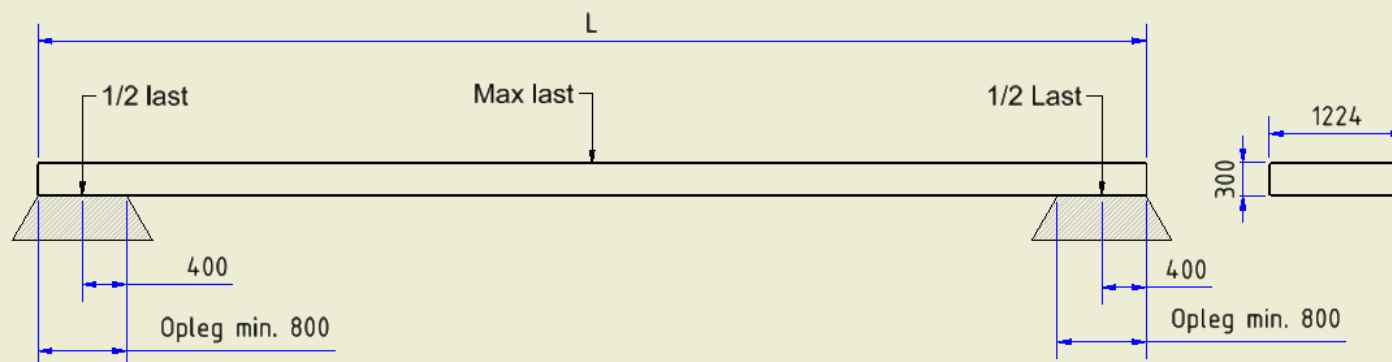 L
1/2 last
Max last
1/2 Last
1224
300
400
400
Opleg min. 800
Opleg min. 800